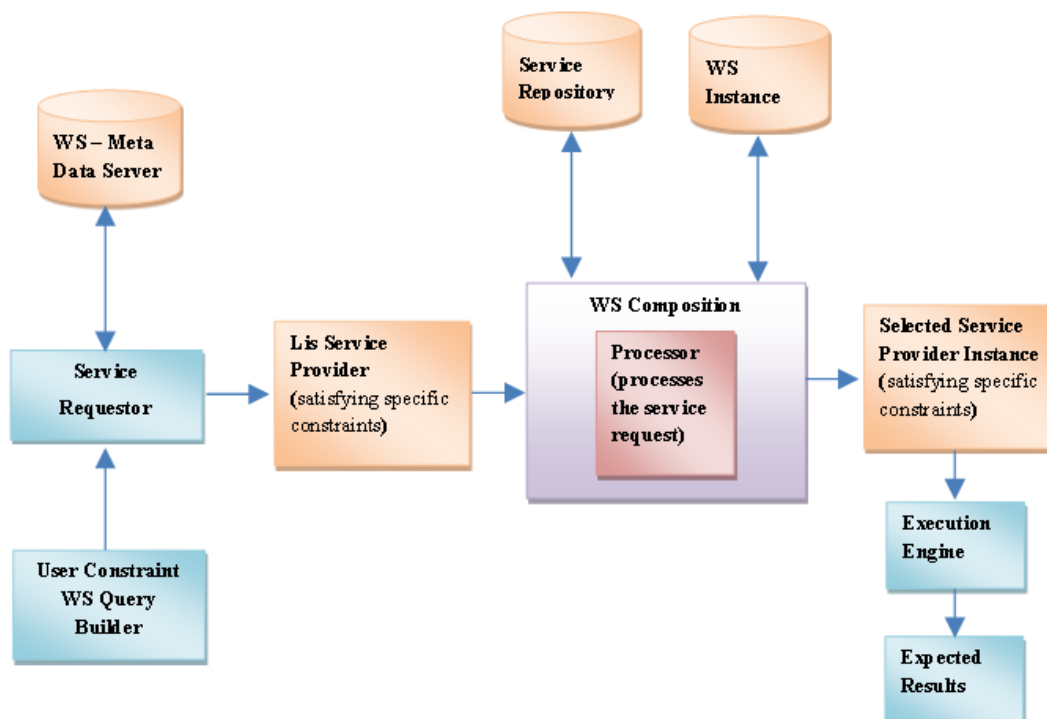 Service
Repository
WS
Instance
WS – Meta
Data Server
WS Composition
Processor
(processes
the service
request)
Lis Service
Provider
(satisfying specific
constraints)
Selected Service
Provider Instance
(satisfying specific
constraints)
Service
Requestor
Execution
Engine
User Constraint
WS Query
Builder
Expected
Results